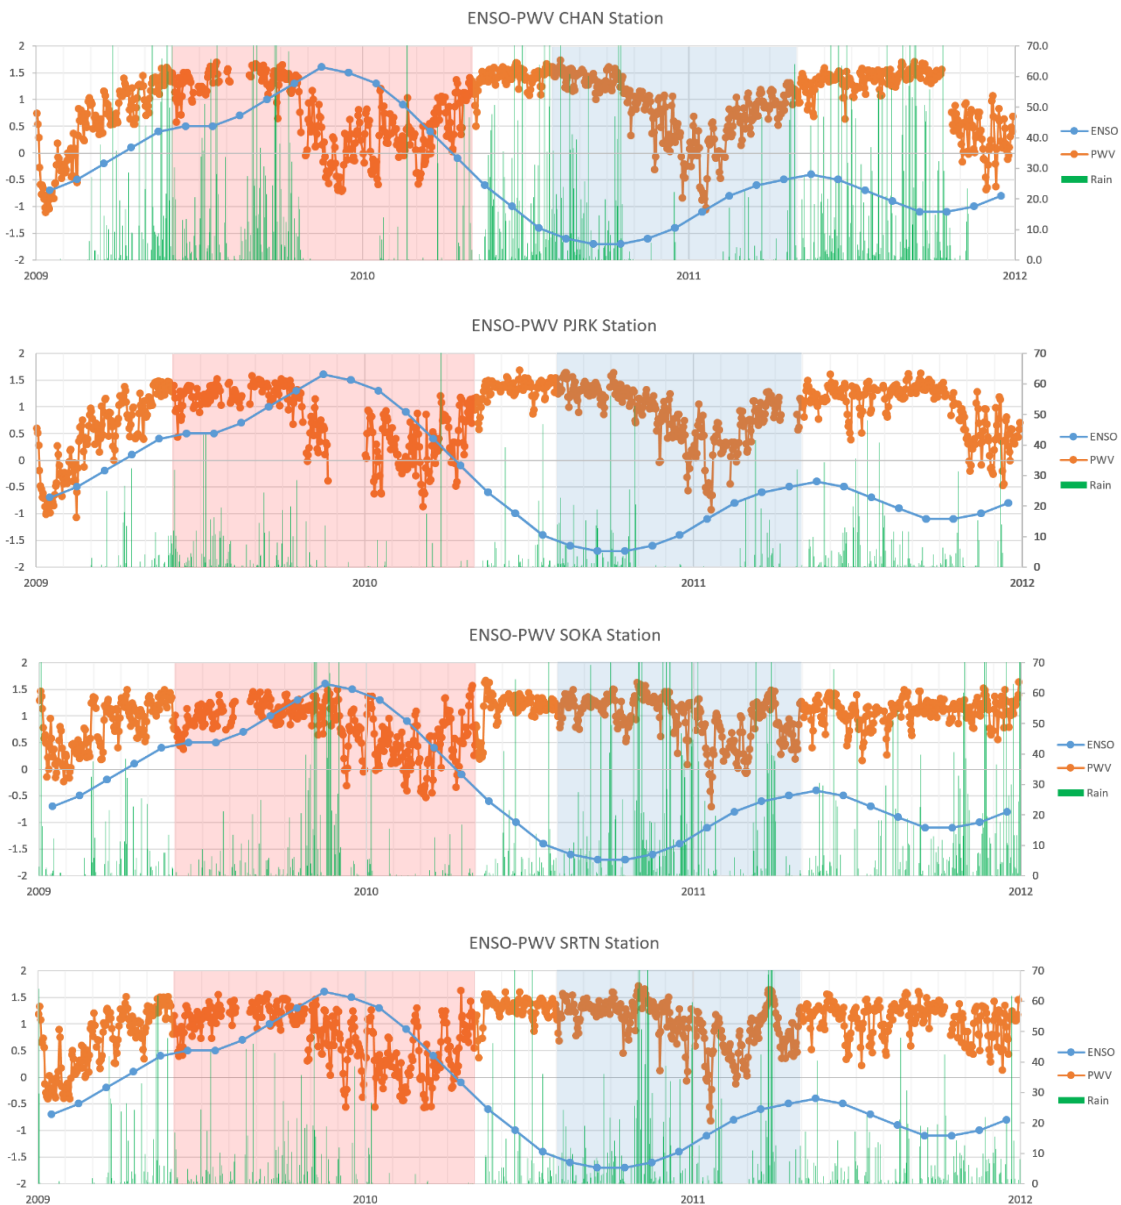 ENSO-PWV CHAN Station
2 70.0
1.5 60.0
1 50.0
0.5 40.0
0 30.0
-0.5 20.0
-1 10.0
-1.5 0.0
-2
2009 2010 2011 2012
ENSO
PWV
Rain
ENSO-PWV PJRK Station
2 70
1.5 60
1 50
0.5 40
0 30
-0.5 20
-1 10
-1.5 0
-2
2009 2010 2011 2012
ENSO
PWV
Rain
ENSO-PWV SOKA Station
2 70
1.5 60
1 50
0.5 40
0 30
-0.5 20
-1 10
-1.5 0
-2
2009 2010 2011 2012
ENSO
PWV
Rain
ENSO-PWV SRTN Station
2 70
1.5 60
1 50
0.5 40
0 30
-0.5 20
-1 10
-1.5 0
-2
2009 2010 2011 2012
ENSO
PWV
Rain